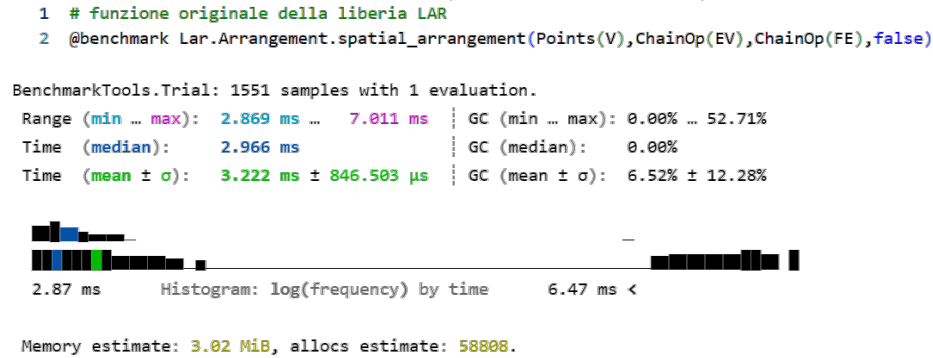 1 # funzione originale della liberia LAR
2 @benchmark Lar.Arrangement.spatial_arrangement(Points(V),ChainOp(EV),ChainOp(FE),false)
BenchmarkTools.Trial: 1551 samples with 1 evaluation.
Range (min … max): 2.869 ms … 7.011 ms ┊ GC (min … max): 0.00% … 52.71%
Time (median): 2.966 ms ┊ GC (median): 0.00%
Time (mean ± σ): 3.222 ms ± 846.503 μs ┊ GC (mean ± σ): 6.52% ± 12.28%
2.87 ms Histogram: log(frequency) by time 6.47 ms <
Memory estimate: 3.02 MiB, allocs estimate: 58808.